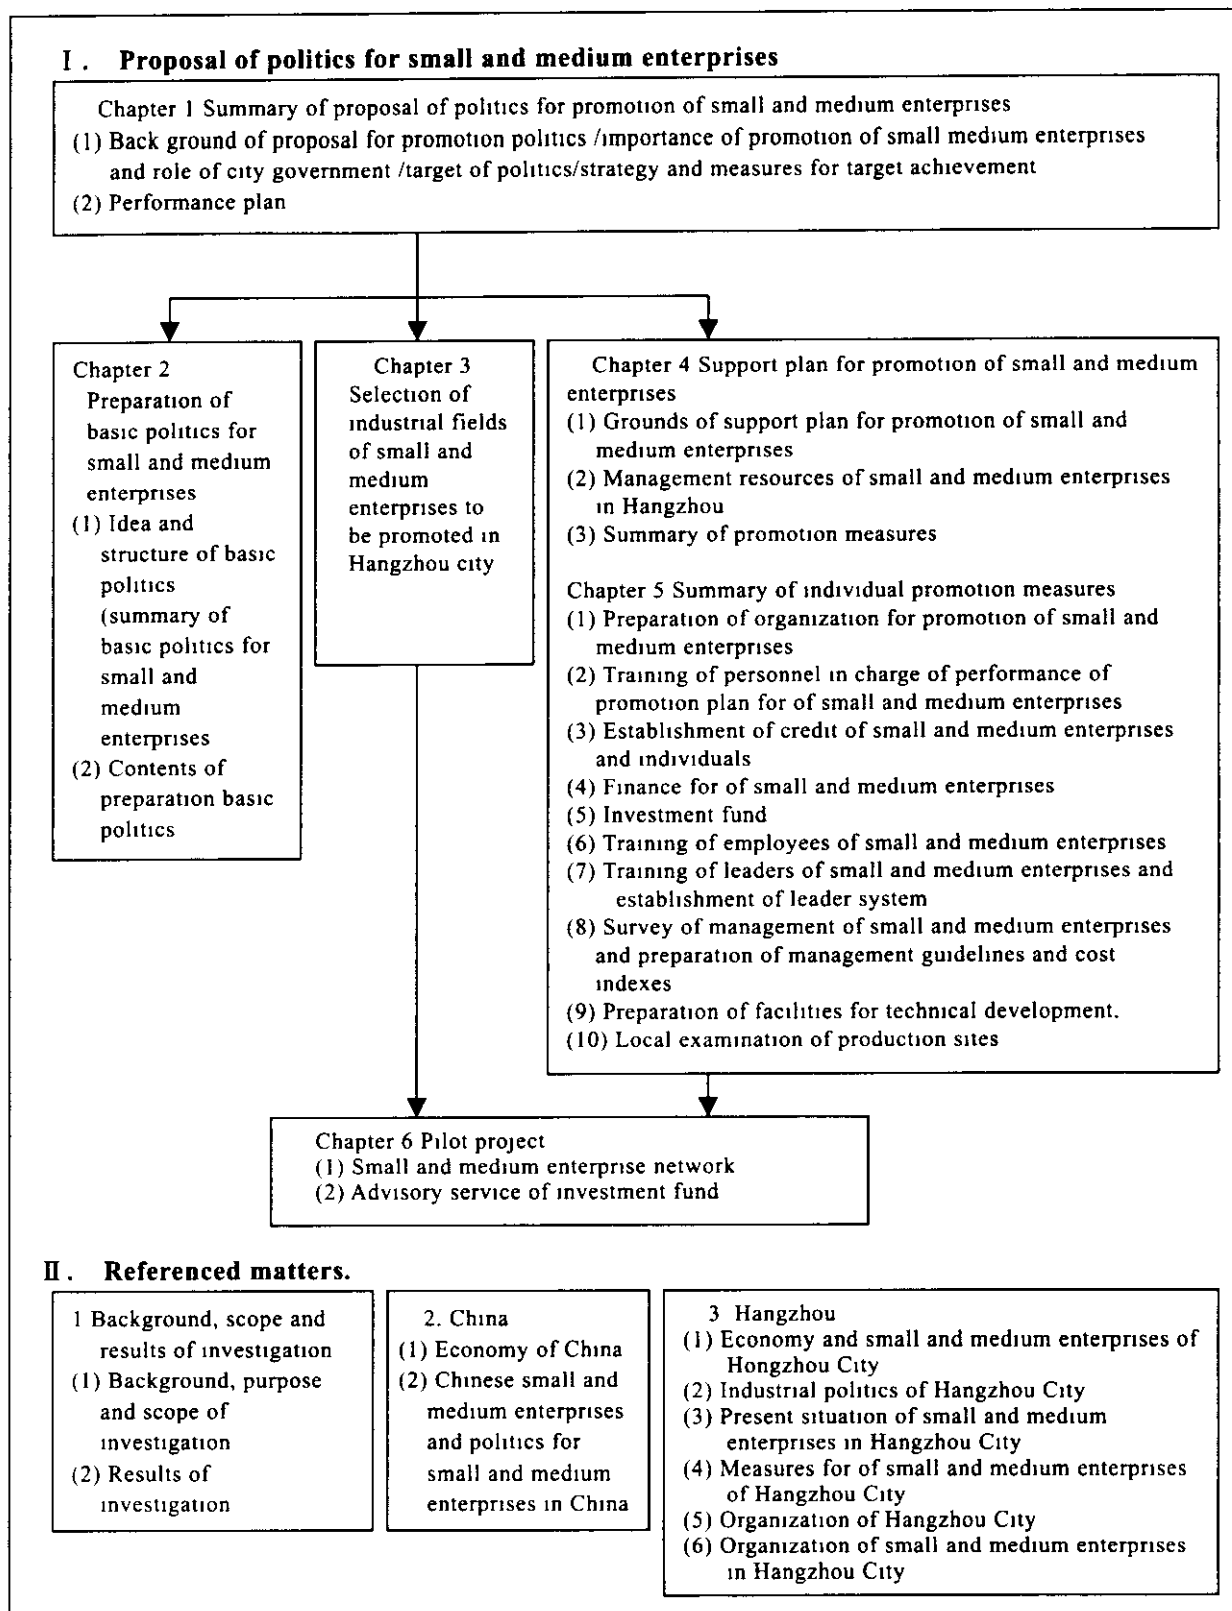 I. Proposal of politics for small and medium enterprises
Chapter 1 Summary of proposal of politics for promotion of small and medium enterprises
(1) Back ground of proposal for promotion politics /importance of promotion of small medium enterprises
and role of city government /target of politics/strategy and measures for target achievement
(2) Performance plan
Chapter 2
Preparation of
basic politics for
small and medium
enterprises
(1) Idea and
structure of basic
politics
(summary of
basic politics for
small and
medium
enterprises
(2) Contents of
preparation basic
politics
Chapter 3
Selection of
industrial fields
of small and
medium
enterprises to
be promoted in
Hangzhou city
Chapter 4 Support plan for promotion of small and medium
enterprises
(1) Grounds of support plan for promotion of small and
medium enterprises
(2) Management resources of small and medium enterprises
in Hangzhou
(3) Summary of promotion measures
Chapter 5 Summary of individual promotion measures
(1) Preparation of organization for promotion of small and
medium enterprises
(2) Training of personnel in charge of performance of
promotion plan for of small and medium enterprises
(3) Establishment of credit of small and medium enterprises
and individuals
(4) Finance for of small and medium enterprises
(5) Investment fund
(6) Training of employees of small and medium enterprises
(7) Training of leaders of small and medium enterprises and
establishment of leader system
(8) Survey of management of small and medium enterprises
and preparation of management guidelines and cost
indexes
(9) Preparation of facilities for technical development.
(10) Local examination of production sites
Chapter 6 Pilot project
(1) Small and medium enterprise network
(2) Advisory service of investment fund
II. Referenced matters.
1 Background, scope and
results of investigation
(1) Background, purpose
and scope of
investigation
(2) Results of
investigation
2. China
(1) Economy of China
(2) Chinese small and
medium enterprises
and politics for
small and medium
enterprises in China
3 Hangzhou
(1) Economy and small and medium enterprises of
Hongzhou City
(2) Industrial politics of Hangzhou City
(3) Present situation of small and medium
enterprises in Hangzhou City
(4) Measures for of small and medium enterprises
of Hangzhou City
(5) Organization of Hangzhou City
(6) Organization of small and medium enterprises
in Hangzhou City